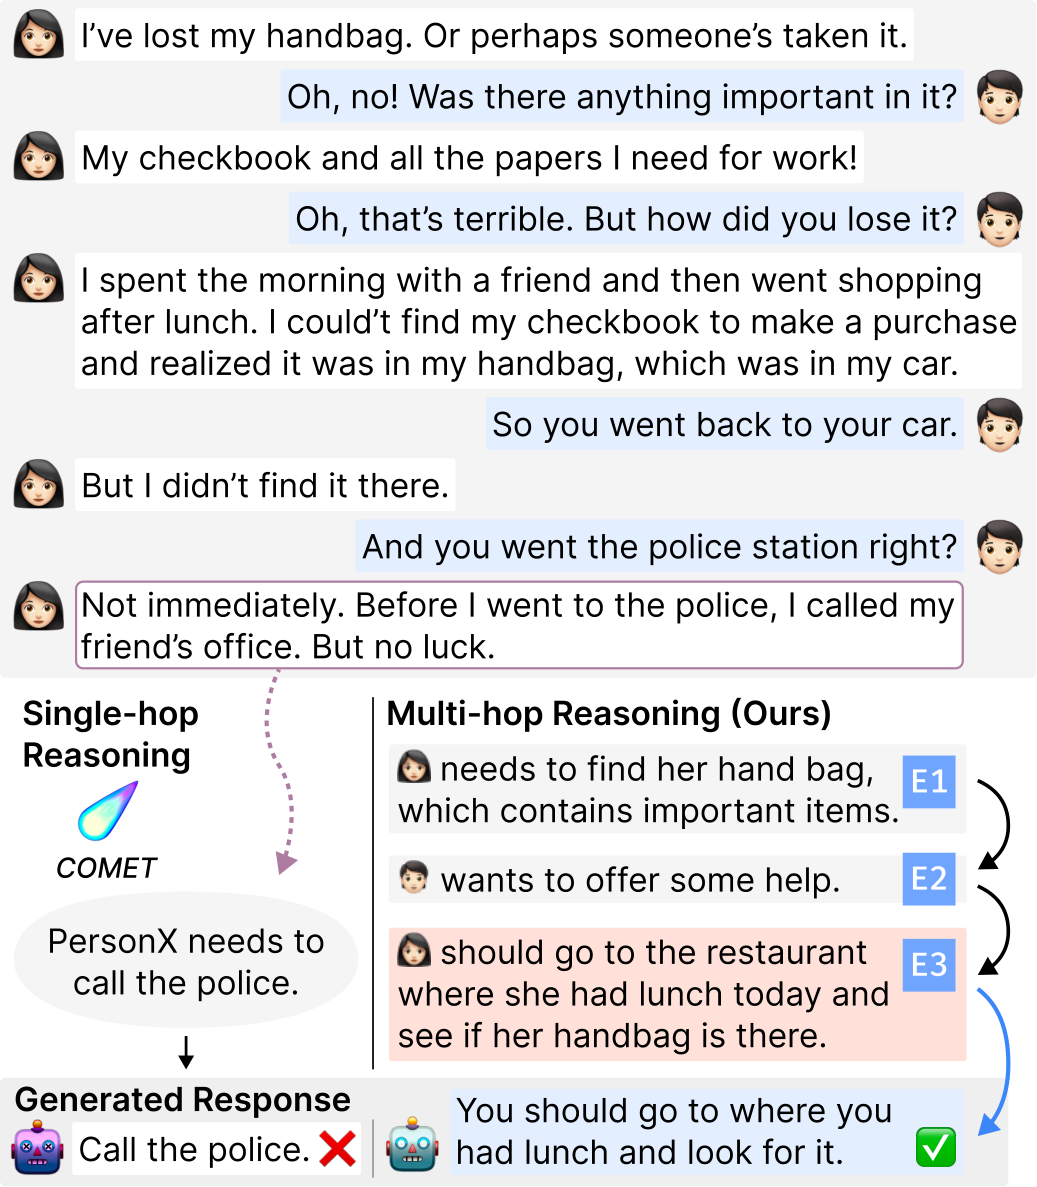 I've lost my handbag. Or perhaps someone's taken it.
Oh, no! Was there anything important in it?
My checkbook and all the papers I need for work!
Oh, that's terrible. But how did you lose it?
I spent the morning with a friend and then went shopping
after lunch. I could't find my checkbook to make a purchase
and realized it was in my handbag, which was in my car.
So you went back to your car.
But I didn't find it there.
And you went the police station right?
Not immediately. Before I went to the police, I called my
friend's office. But no luck.
Single-hop
Reasoning
COMET
PersonX needs to
call the police.
Multi-hop Reasoning (Ours)
needs to find her hand bag,
which contains important items.
E1
wants to offer some help.
E2
should go to the restaurant
where she had lunch today and
see if her handbag is there.
E3
Generated Response
Call the police.
You should go to where you
had lunch and look for it.